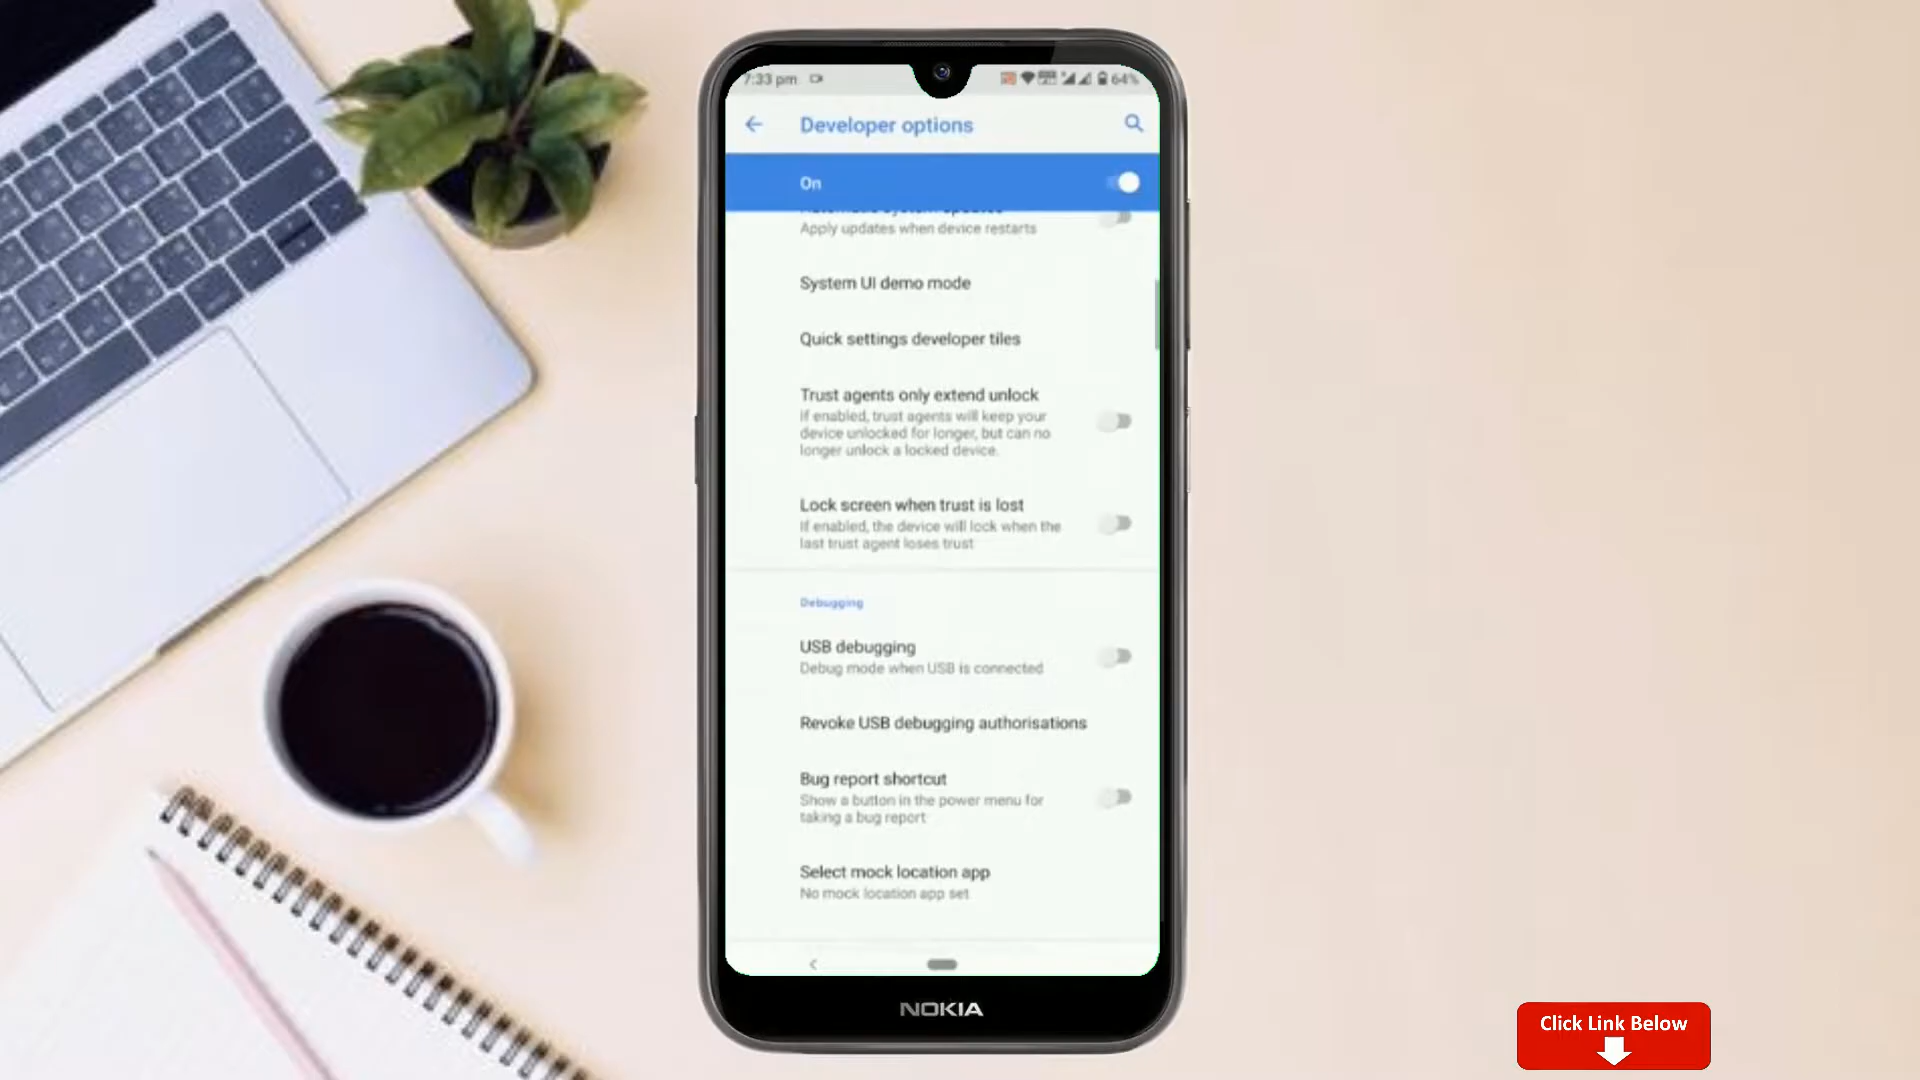 7:33 pm
64%
Developer options
On
Apply updates when device restarts
System UI demo mode
Quick settings developer tiles
Trust agents only extend unlock
If enabled, trust agents will keep your
device unlocked for longer, but can no
longer unlock a locked device.
Lock screen when trust is lost
If enabled, the device will lock when the
last trust agent loses trust
Debugging
USB debugging
Debug mode when USB is connected
Revoke USB debugging authorisations
Bug report shortcut
Show a button in the power menu for
taking a bug report
Select mock location app
No mock location app set
NOKIA
Click Link Below